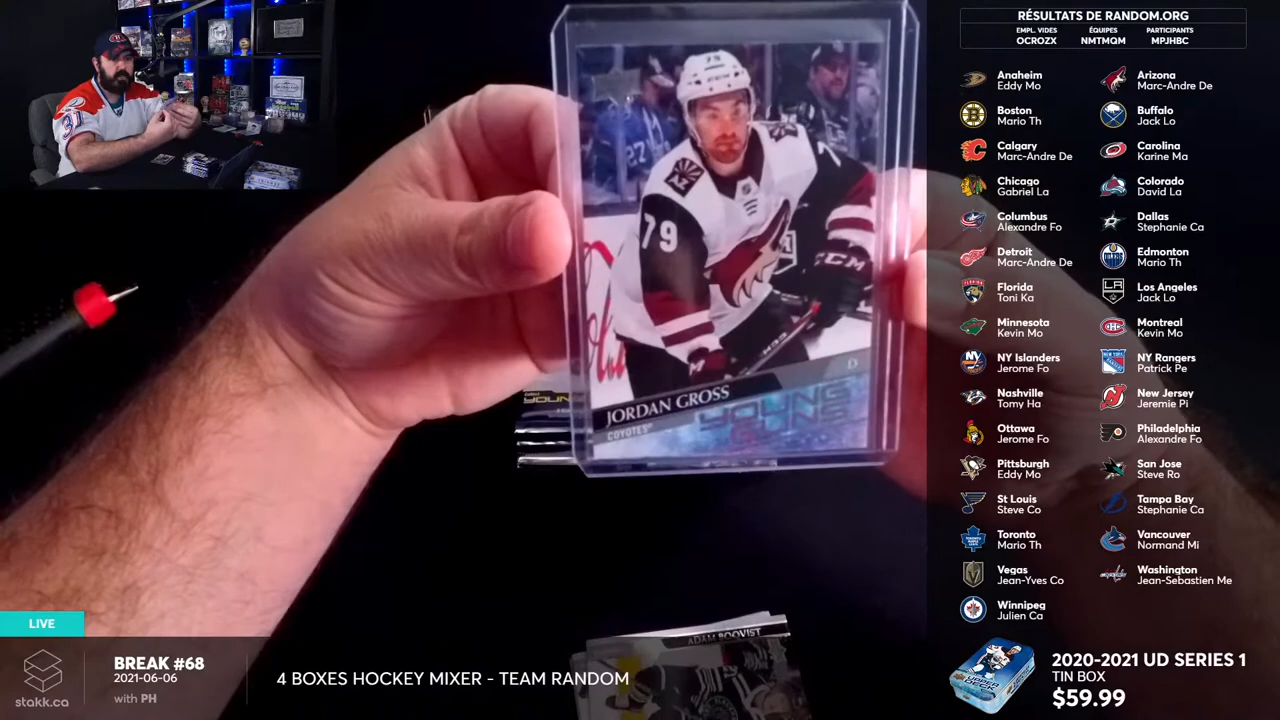 RÉSULTATS DE RANDOM.ORG
EMPL. VIDES ÉQUIPES PARTICIPANTS
OCROZX NMTMQM MPJHBC
Anaheim
Eddy Mo
Arizona
Marc-Andre De
Boston
Mario Th
Buffalo
Jack Lo
Calgary
Marc-Andre De
Carolina
Karine Ma
Chicago
Gabriel La
Colorado
David La
Columbus
Alexandre Fo
Dallas
Stephanie Ca
Detroit
Marc-Andre De
Edmonton
Mario Th
Florida
Toni Ka
Los Angeles
Jack Lo
Minnesota
Kevin Mo
Montreal
Kevin Mo
NY Islanders
Jerome Fo
NY Rangers
Patrick Pe
Nashville
Tomy Ha
New Jersey
Jeremie Pi
Ottawa
Jerome Fo
Philadelphia
Alexandre Fo
Pittsburgh
Eddy Mo
San Jose
Steve Ro
St Louis
Steve Co
Tampa Bay
Stephanie Ca
Toronto
Mario Th
Vancouver
Normand Mi
Vegas
Jean-Yves Co
Washington
Jean-Sebastien Me
Winnipeg
Julien Ca
31
79
79
27
CCM
D
JORDAN GROSS
COYOTES
YOUNG
GUNS
YOUN
ADAM BOQVIST
LIVE
stakk.ca
BREAK #68
2021-06-06
with PH
4 BOXES HOCKEY MIXER - TEAM RANDOM
2020-2021 UD SERIES 1
TIN BOX
$59.99